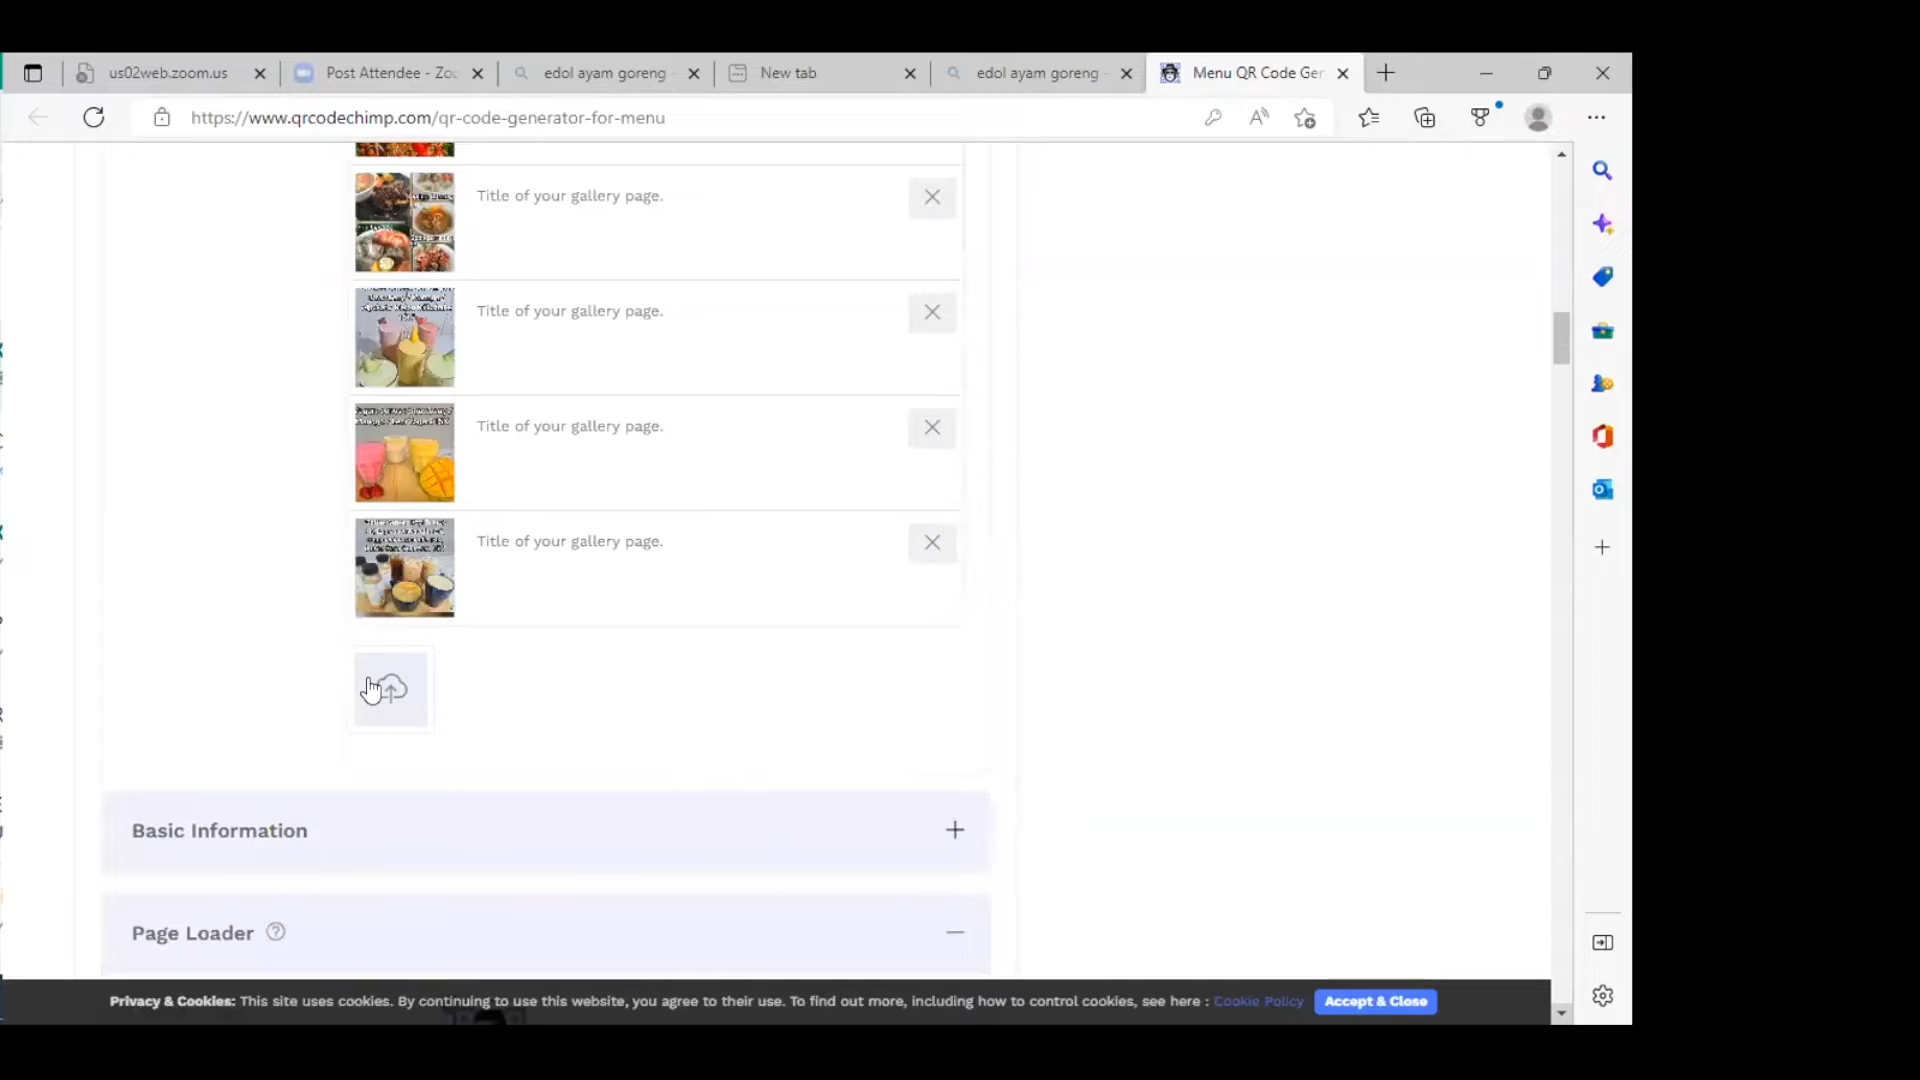 us02web.zoom.us
Post Attendee - Zoo
edol ayam goreng -
New tab
edol ayam goreng -
Menu QR Code Ger
https://www.qrcodechimp.com/qr-code-generator-for-menu
Title of your gallery page.
Title of your gallery page.
Title of your gallery page.
Title of your gallery page.
Basic Information
Page Loader
Privacy & Cookies: This site uses cookies. By continuing to use this website, you agree to their use. To find out more, including how to control cookies, see here : Cookie Policy
Accept & Close